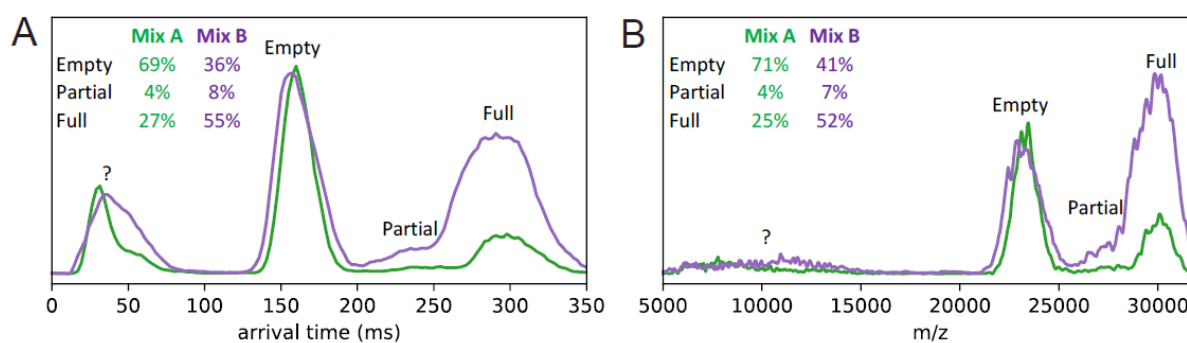 A
Mix A Mix B
Empty 69% 36%
Partial 4% 8%
Full 27% 55%
?
Empty
Partial
Full
0 50 100 150 200 250 300 350
arrival time (ms)
B
Mix A Mix B
Empty 71% 41%
Partial 4% 7%
Full 25% 52%
?
Empty
Partial
Full
5000 10000 15000 20000 25000 30000
m/z